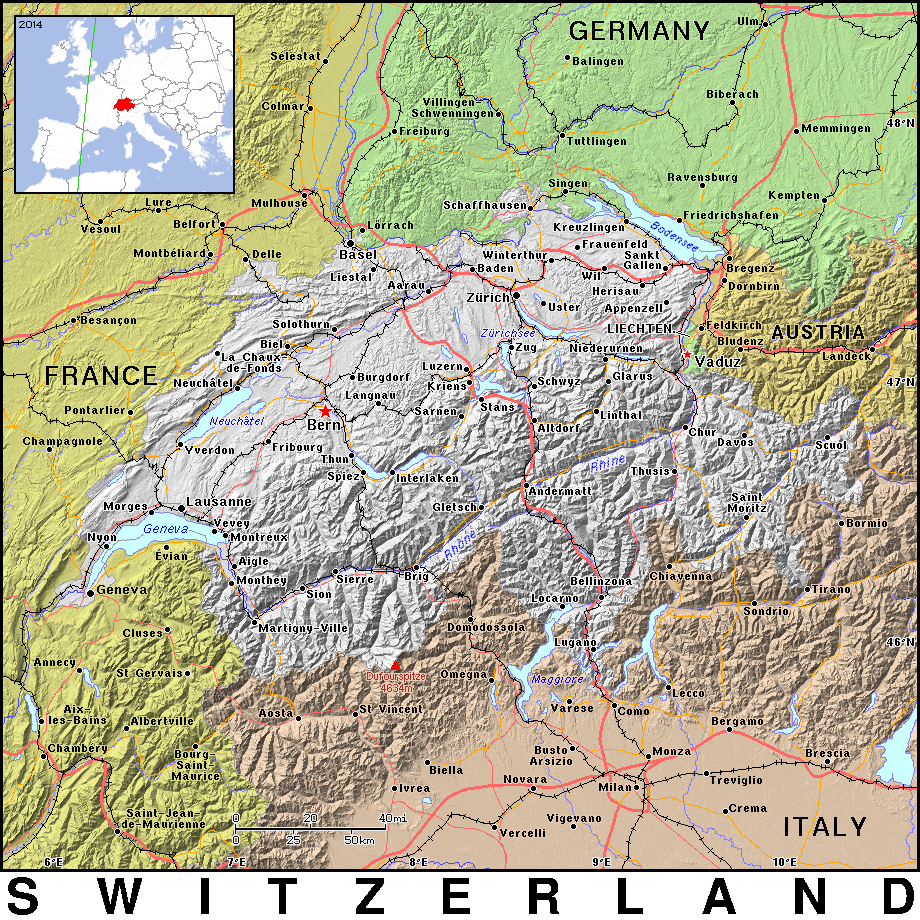 2014
GERMANY
Ulm
Balingen
Sélestat
Biberach
Colmar
Villingen-
Schwenningen
48°N
Freiburg
Memmingen
Tuttlingen
Ravensburg
Singen
Kempten
Lure
Mulhouse
Schaffhausen
Friedrichshafen
Vesoul
Belfort
Lörrach
Kreuzlingen
Bodensee
Basel
Frauenfeld
Montbéliard
Delle
Winterthur
Sankt
Gallen
Liestal
Baden
Wil
Bregenz
Aarau
Herisau
Dornbirn
Zürich
Uster
Appenzell
Besançon
Solothurn
Zürichsee
LIECHTEN.
Feldkirch
AUSTRIA
Biel
Zug
Niederurnen
Bludenz
Landeck
La Chaux-
de-Fonds
Vaduz
FRANCE
Neuchâtel
Burgdorf
Luzern
Kriens
Schwyz
Glarus
47°N
Langnau
Pontarlier
Sarnen
Stans
Linthal
Neuchâtel
Bern
Altdorf
Chur
Davos
Scuol
Champagnole
Yverdon
Fribourg
Thun
Rhine
Spiez
Interlaken
Thusis
Andermatt
Morges
Lausanne
Gletsch
Saint
Moritz
Geneva
Vevey
Montreux
Bormio
Nyon
Rhône
Évian
Aigle
Monthey
Sierre
Brig
Chiavenna
Geneva
Sion
Bellinzona
Tirano
Locarno
Sondrio
Martigny-Ville
Domodossola
Cluses
Lugano
46°N
Annecy
St Gervais
Dufourspitze
4634m
Omegna
Maggiore
Lecco
Aix-
les-Bains
Albertville
Aosta
St Vincent
Varese
Como
Bergamo
Chambéry
Bourg-
Saint-
Maurice
Busto
Arsizio
Monza
Brescia
Biella
Novara
Treviglio
Ivrea
Milan
Saint-Jean
-de-Maurienne
0 20 40mi
0 25 50km
Vigevano
Crema
Vercelli
ITALY
6°E 7°E 8°E 9°E 10°E
SWITZERLAND